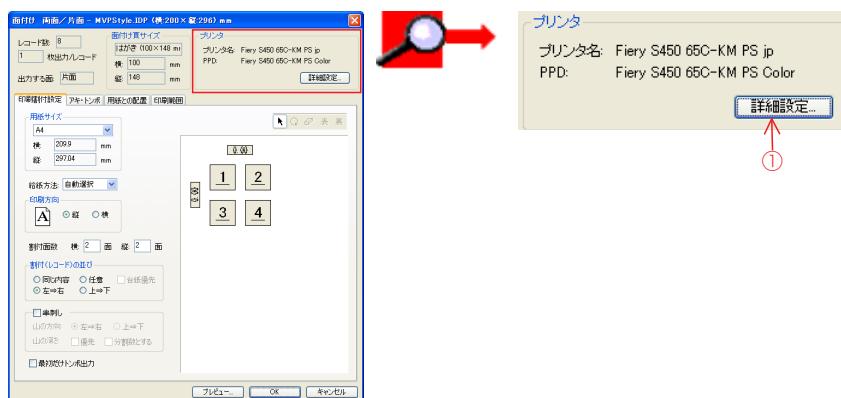 面付け 両面／片面 - MVPStyle.IDP (横:200× 縦:296) mm
レコード数: 8
1 枚出力/レコード
出力する面: 片面
面付け頁サイズ
はがき (100×148 mm
横: 100 mm
縦: 148 mm
プリンタ
プリンタ名: Fiery S450 65C-KM PS jp
PPD: Fiery S450 65C-KM PS Color
詳細設定...
印刷割付設定 アキ・トンボ 用紙との配置 印刷範囲
用紙サイズ
A4
横: 209.9 mm
縦: 297.04 mm
給紙方法: 自動選択
印刷方向
A 縦 横
割付面数 横: 2 面 縦: 2 面
割付(レコード)の並び
同じ内容 任意 台紙優先
左⇒右 上⇒下
串刺し
山の方向 左⇒右 上⇒下
山の深さ 優先 分割数とする
最初だけトンボ出力
0.00
1 2
3 4
プレビュー... OK キャンセル
プリンタ
プリンタ名: Fiery S450 65C-KM PS jp
PPD: Fiery S450 65C-KM PS Color
詳細設定...
①